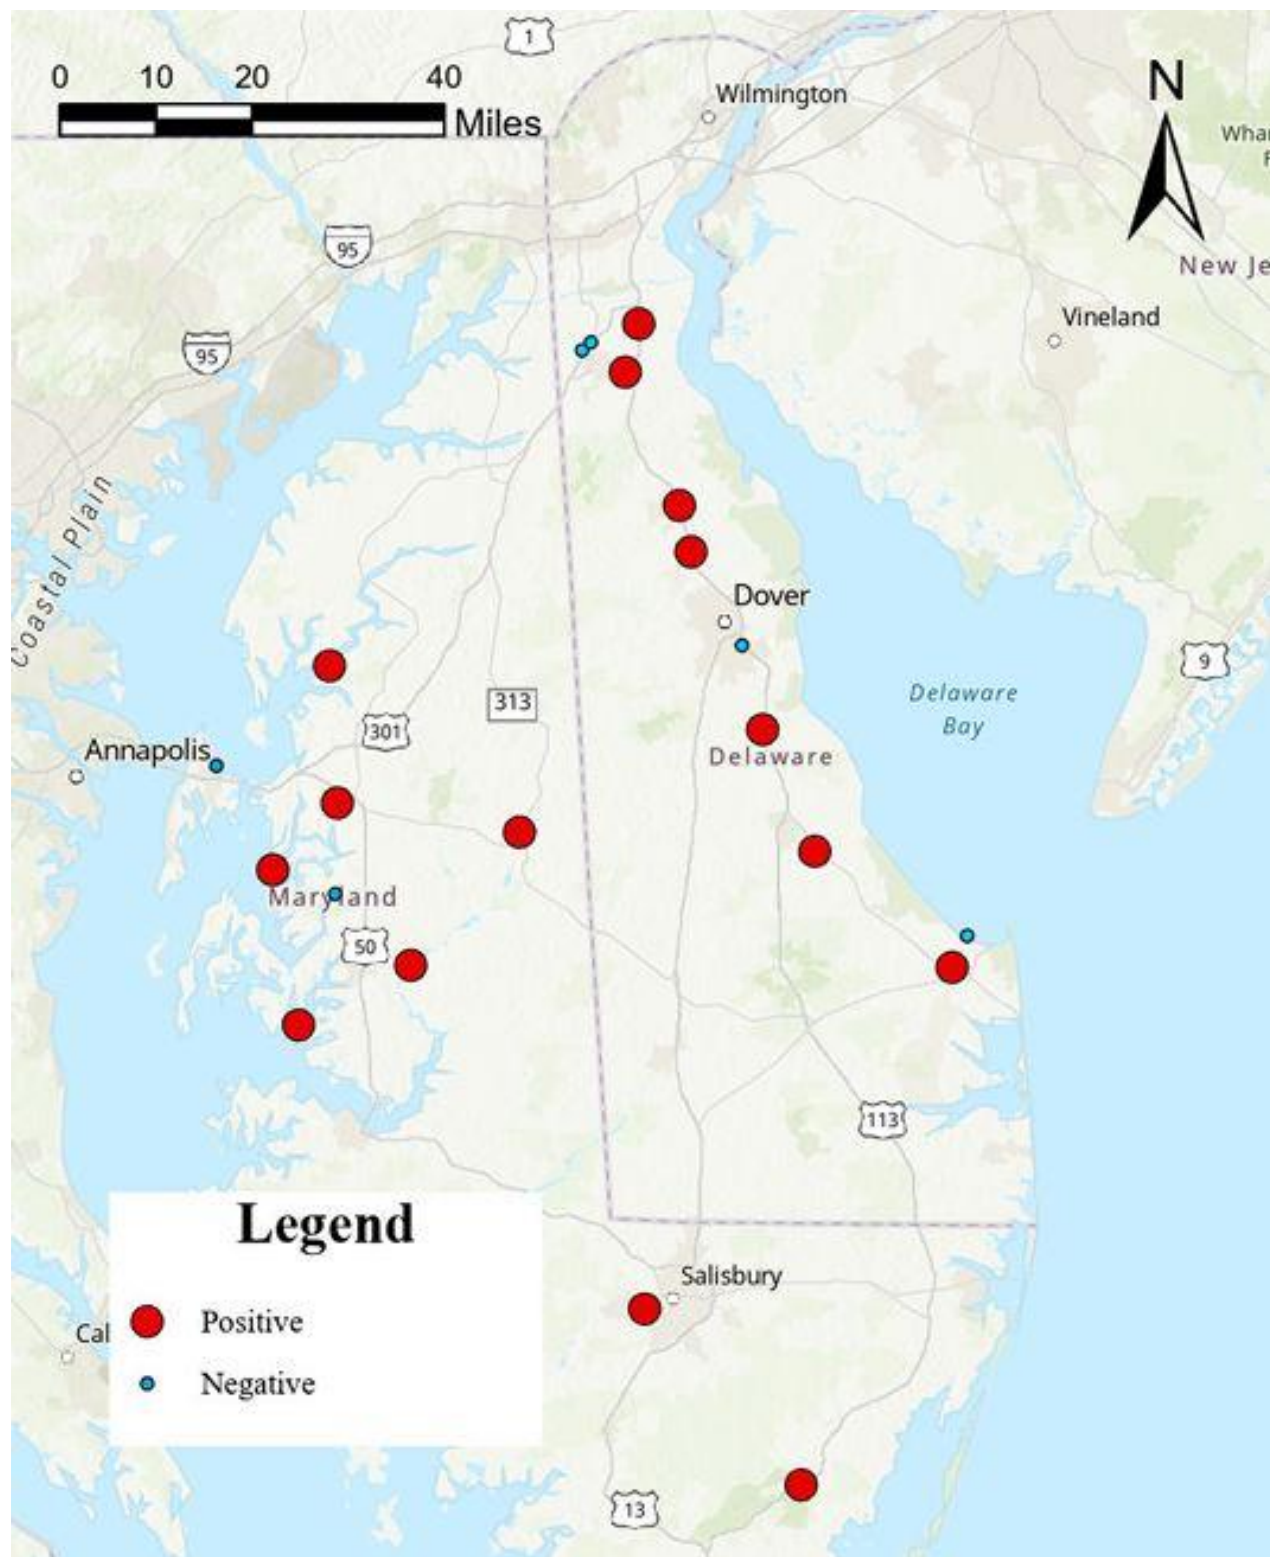 1
0 10 20 40
Miles
Wilmington
N
Whar
F
95
New Je
Vineland
95
Coastal Plain
Dover
9
Delaware
Bay
313
301
Annapolis
Delaware
Maryland
50
113
Legend
Salisbury
Positive
Cal
Negative
13